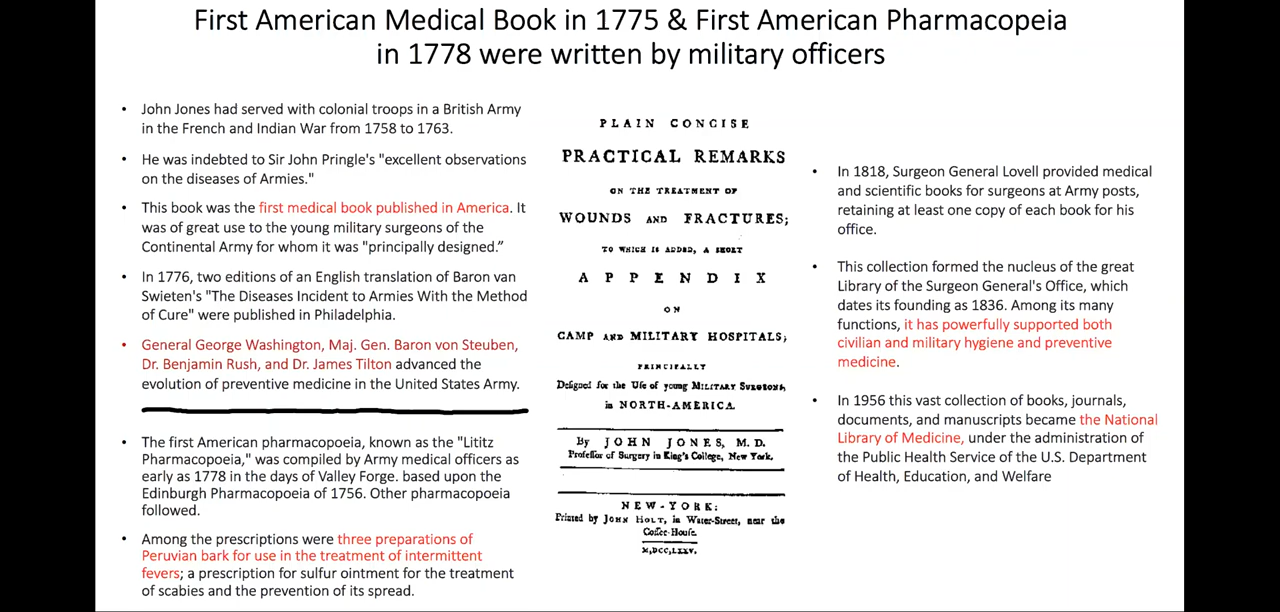 First American Medical Book in 1775 & First American Pharmacopeia
in 1778 were written by military officers
• John Jones had served with colonial troops in a British Army
in the French and Indian War from 1758 to 1763.
• He was indebted to Sir John Pringle's "excellent observations
on the diseases of Armies."
• This book was the first medical book published in America. It
was of great use to the young military surgeons of the
Continental Army for whom it was "principally designed.”
• In 1776, two editions of an English translation of Baron van
Swieten's "The Diseases Incident to Armies With the Method
of Cure" were published in Philadelphia.
• General George Washington, Maj. Gen. Baron von Steuben,
Dr. Benjamin Rush, and Dr. James Tilton advanced the
evolution of preventive medicine in the United States Army.
• The first American pharmacopoeia, known as the "Lititz
Pharmacopoeia," was compiled by Army medical officers as
early as 1778 in the days of Valley Forge. based upon the
Edinburgh Pharmacopoeia of 1756. Other pharmacopoeia
followed.
• Among the prescriptions were three preparations of
Peruvian bark for use in the treatment of intermittent
fevers; a prescription for sulfur ointment for the treatment
of scabies and the prevention of its spread.
PLAIN CONCISE
PRACTICAL REMARKS
ON THE TREATMENT OF
WOUNDS AND FRACTURES;
TO WHICH IS ADDED, A SHORT
APPENDIX
ON
CAMP AND MILITARY HOSPITALS;
PRINCIPALLY
Deſigned for the Uſe of young MILITARY SURGEONS,
in NORTH-AMERICA.
By JOHN JONES, M. D.
Profeſſor of Surgery in King's College, New York.
NEW-YORK:
Printed by JOHN HOLT, in Water-Street, near the
Coffee-Houſe.
M,DCC,LXXV.
• In 1818, Surgeon General Lovell provided medical
and scientific books for surgeons at Army posts,
retaining at least one copy of each book for his
office.
• This collection formed the nucleus of the great
Library of the Surgeon General's Office, which
dates its founding as 1836. Among its many
functions, it has powerfully supported both
civilian and military hygiene and preventive
medicine.
• In 1956 this vast collection of books, journals,
documents, and manuscripts became the National
Library of Medicine, under the administration of
the Public Health Service of the U.S. Department
of Health, Education, and Welfare